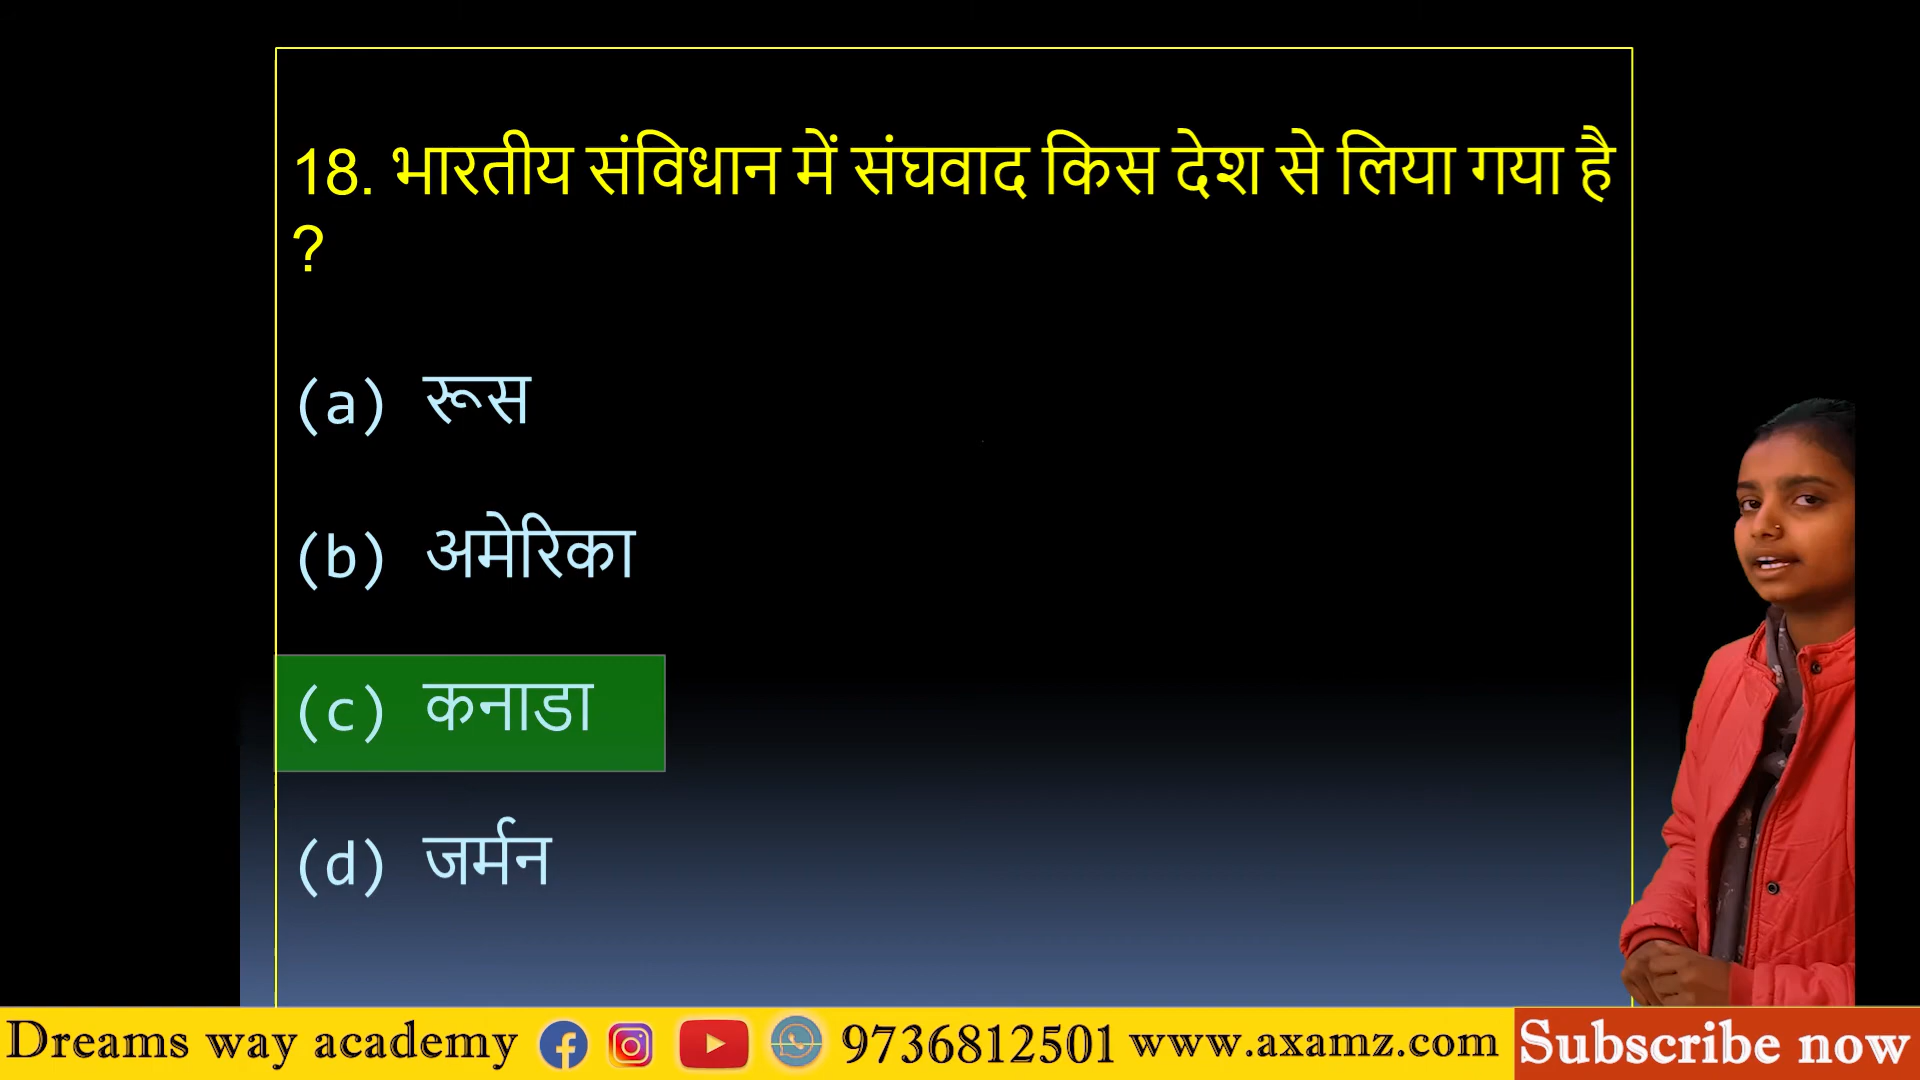 18. भारतीय संविधान में संघवाद किस देश से लिया गया है
?
(a) रूस
(b) अमेरिका
(c) कनाडा
(d) जर्मन
Dreams way academy 9736812501 www.axamz.com Subscribe now